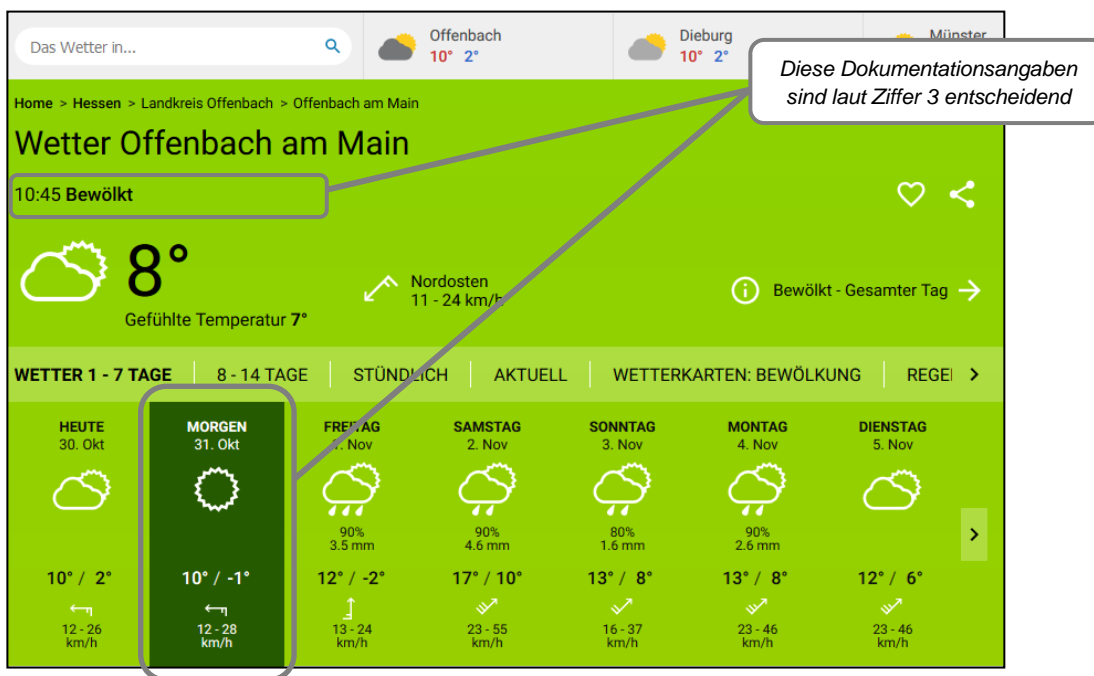 Das Wetter in...
Offenbach
10° 2°
Dieburg
10° 2°
Münster
Diese Dokumentationsangaben
sind laut Ziffer 3 entscheidend
Home > Hessen > Landkreis Offenbach > Offenbach am Main
Wetter Offenbach am Main
10:45 Bewölkt
8°
Gefühlte Temperatur 7°
Nordosten
11 - 24 km/h
Bewölkt - Gesamter Tag
WETTER 1 - 7 TAGE 8 - 14 TAGE STÜNDLICH AKTUELL WETTERKARTEN: BEWÖLKUNG REGE
HEUTE MORGEN FREITAG SAMSTAG SONNTAG MONTAG DIENSTAG
30. Okt 31. Okt 1. Nov 2. Nov 3. Nov 4. Nov 5. Nov
90% 90% 80% 90%
3.5 mm 4.6 mm 1.6 mm 2.6 mm
10° / 2° 10° / -1° 12° / -2° 17° / 10° 13° / 8° 13° / 8° 12° / 6°
12 - 26 12 - 28 13 - 24 23 - 55 16 - 37 23 - 46 23 - 46
km/h km/h km/h km/h km/h km/h km/h